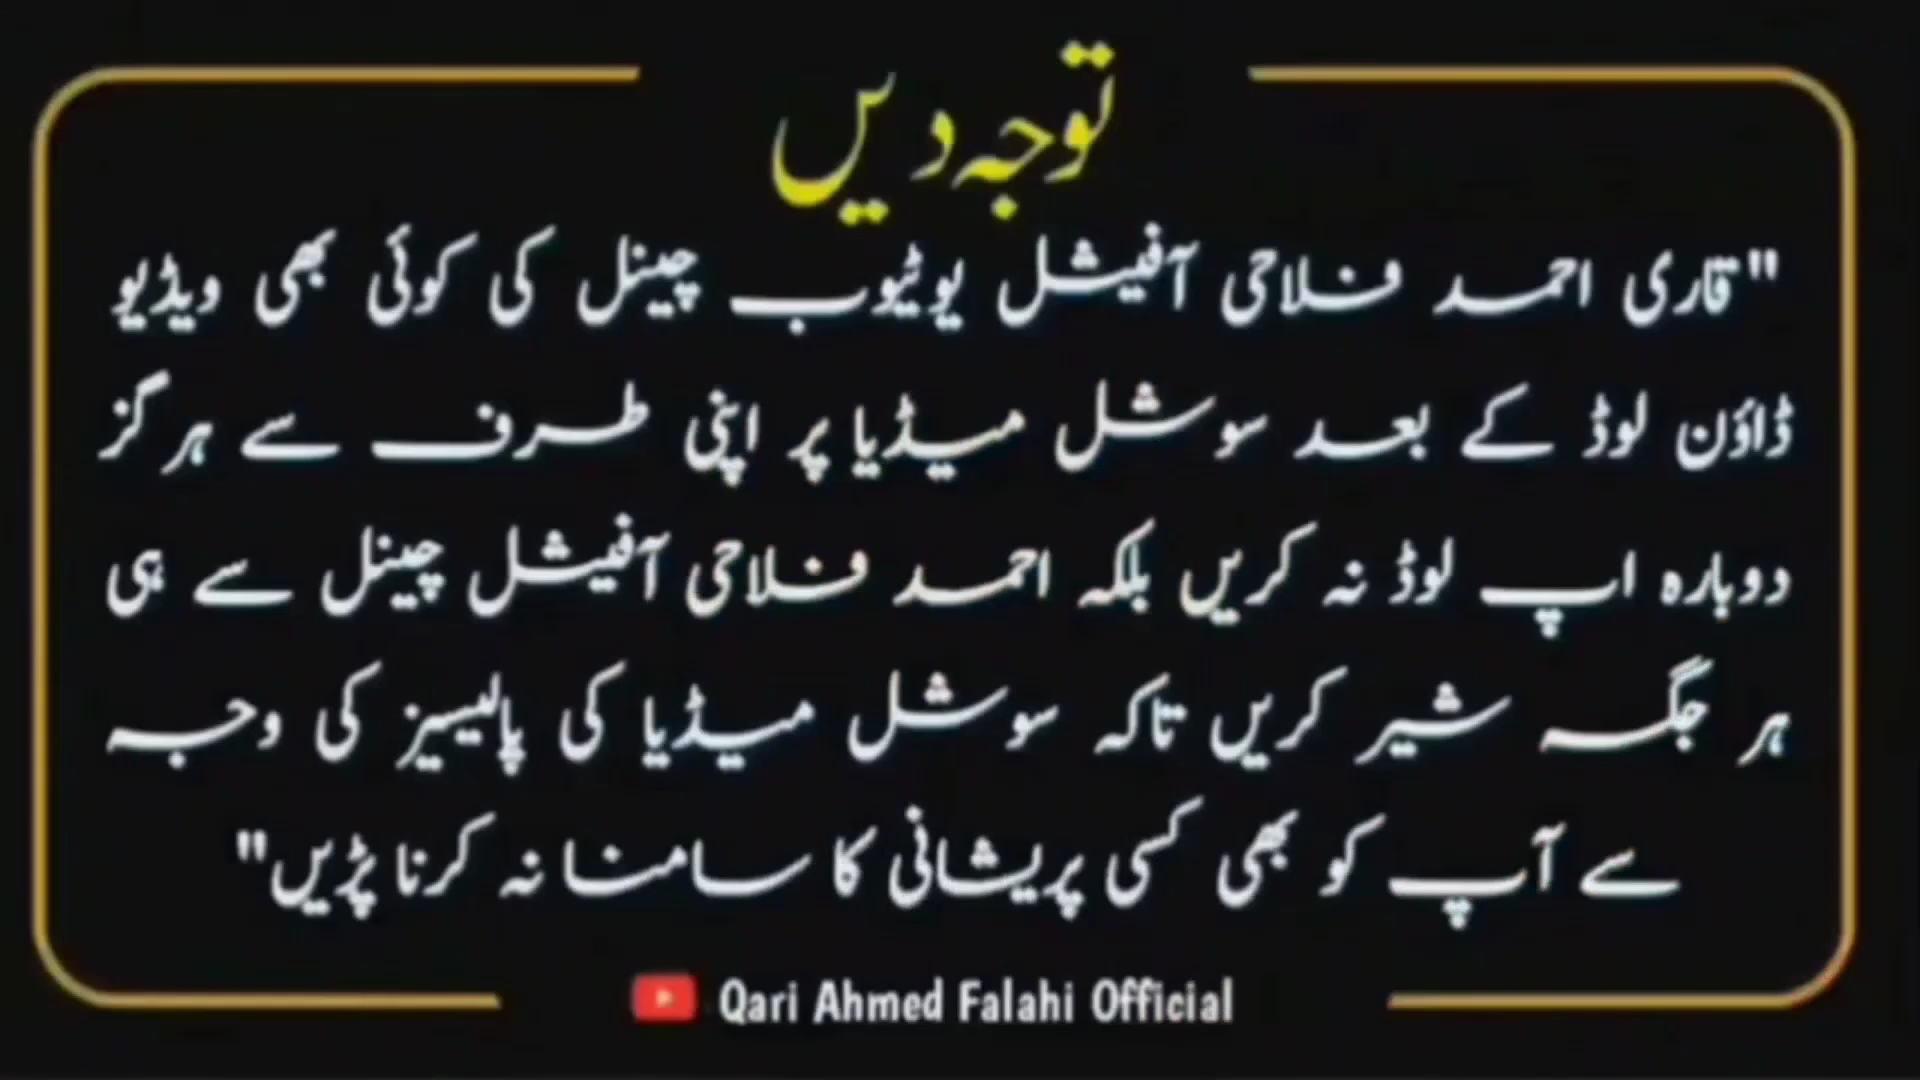 توجہ دیں
"قاری احمد فلاحی آفیشل یوٹیوب چینل کی کوئی بھی ویڈیو
ڈاؤن لوڈ کے بعد سوشل میڈیا پر اپنی طرف سے ہرگز
دوبارہ اپ لوڈ نہ کریں بلکہ احمد فلاحی آفیشل چینل سے ہی
ہر جگہ شیر کریں تاکہ سوشل میڈیا کی پالیسیز کی وجہ
سے آپ کو بھی کسی پریشانی کا سامنا نہ کرنا پڑیں"
Qari Ahmed Falahi Official